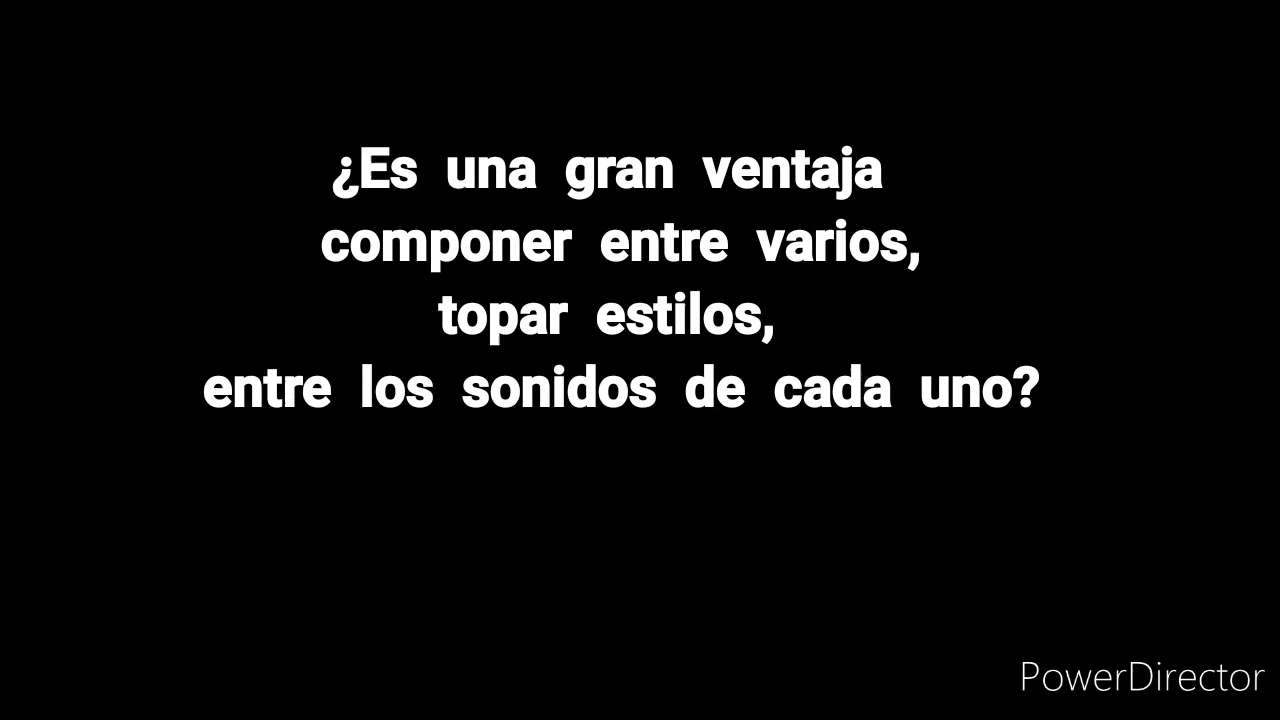 ¿Es una gran ventaja
componer entre varios,
topar estilos,
entre los sonidos de cada uno?
PowerDirector